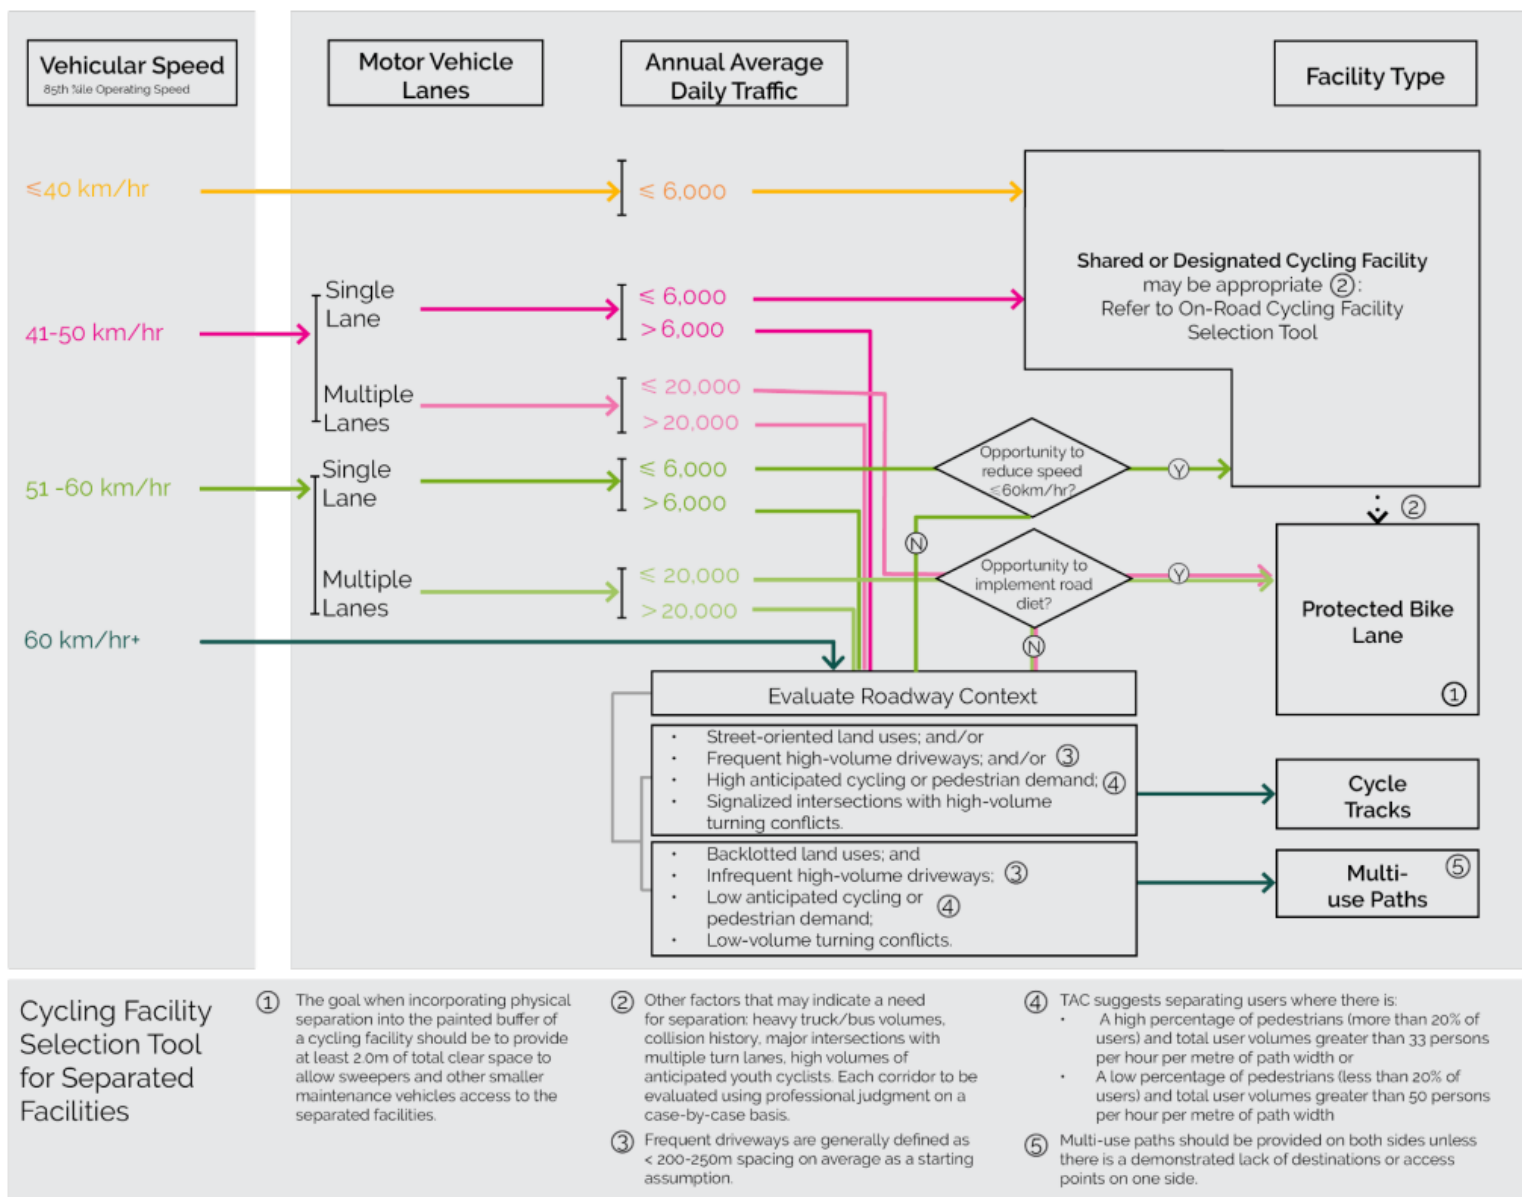 Vehicular Speed
85th %ile Operating Speed
Motor Vehicle
Lanes
Annual Average
Daily Traffic
Facility Type
≤40 km/hr
≤ 6,000
41-50 km/hr
Single
Lane
≤ 6,000
> 6,000
Multiple
Lanes
≤ 20,000
> 20,000
51 -60 km/hr
Single
Lane
≤ 6,000
> 6,000
Multiple
Lanes
≤ 20,000
> 20,000
60 km/hr+
Shared or Designated Cycling Facility
may be appropriate ②:
Refer to On-Road Cycling Facility
Selection Tool
Opportunity to
reduce speed
≤60km/hr?
Y
N
②
Opportunity to
implement road
diet?
Y
N
Protected Bike
Lane
①
Evaluate Roadway Context
• Street-oriented land uses; and/or
• Frequent high-volume driveways; and/or ③
• High anticipated cycling or pedestrian demand; ④
• Signalized intersections with high-volume
turning conflicts.
Cycle
Tracks
• Backlotted land uses; and
• Infrequent high-volume driveways; ③
• Low anticipated cycling or
pedestrian demand; ④
• Low-volume turning conflicts.
Multi-
use Paths
⑤
Cycling Facility
Selection Tool
for Separated
Facilities
① The goal when incorporating physical
separation into the painted buffer of
a cycling facility should be to provide
at least 2.0m of total clear space to
allow sweepers and other smaller
maintenance vehicles access to the
separated facilities.
② Other factors that may indicate a need
for separation: heavy truck/bus volumes,
collision history, major intersections with
multiple turn lanes, high volumes of
anticipated youth cyclists. Each corridor to be
evaluated using professional judgment on a
case-by-case basis.
③ Frequent driveways are generally defined as
< 200-250m spacing on average as a starting
assumption.
④ TAC suggests separating users where there is:
• A high percentage of pedestrians (more than 20% of
users) and total user volumes greater than 33 persons
per hour per metre of path width or
• A low percentage of pedestrians (less than 20% of
users) and total user volumes greater than 50 persons
per hour per metre of path width
⑤ Multi-use paths should be provided on both sides unless
there is a demonstrated lack of destinations or access
points on one side.